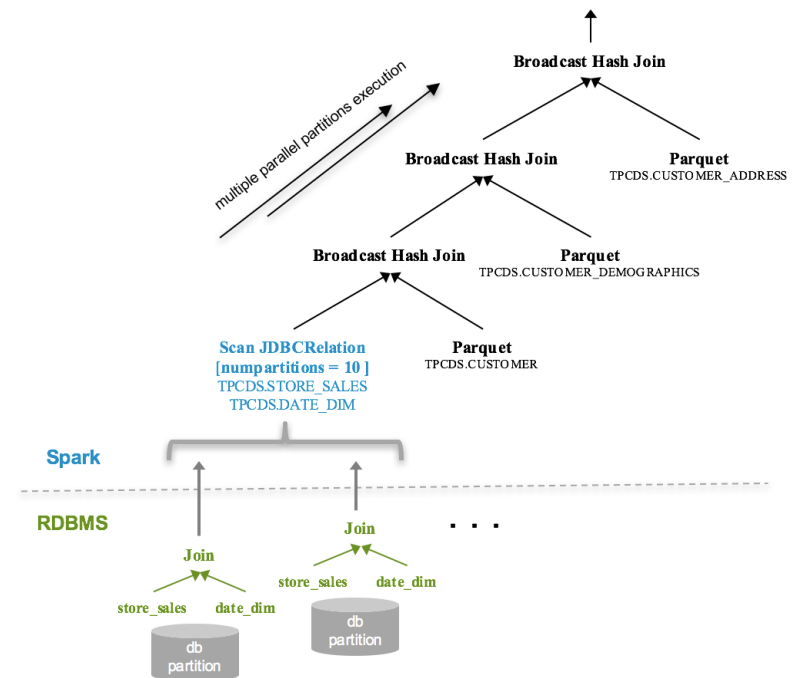 Broadcast Hash Join
multiple parallel partitions execution
Broadcast Hash Join
Parquet
TPCDS.CUSTOMER_ADDRESS
Broadcast Hash Join
Parquet
TPCDS.CUSTOMER_DEMOGRAPHICS
Scan JDBCRelation
[numpartitions = 10 ]
TPCDS.STORE_SALES
TPCDS.DATE_DIM
Parquet
TPCDS.CUSTOMER
Spark
RDBMS
Join
store_sales
date_dim
db
partition
Join
store_sales
date_dim
db
partition
. . .